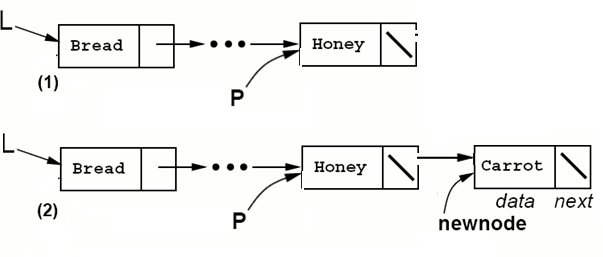 L
Bread
•••
Honey
(1)
P
L
Bread
•••
Honey
Carrot
(2)
P
data next
newnode